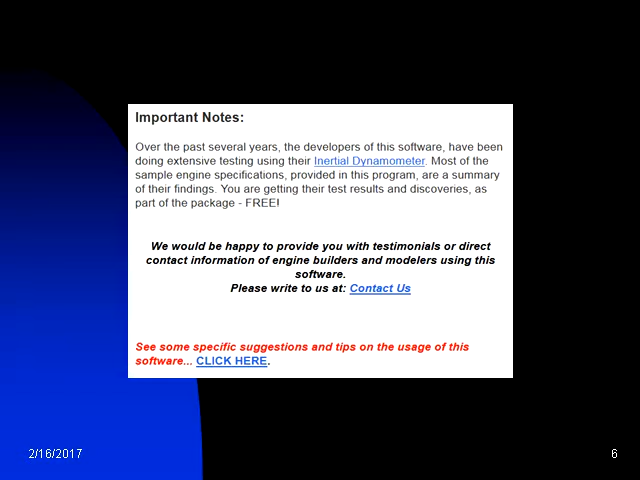 Important Notes:
Over the past several years, the developers of this software, have been
doing extensive testing using their Inertial Dynamometer. Most of the
sample engine specifications, provided in this program, are a summary
of their findings. You are getting their test results and discoveries, as
part of the package - FREE!
We would be happy to provide you with testimonials or direct
contact information of engine builders and modelers using this
software.
Please write to us at: Contact Us
See some specific suggestions and tips on the usage of this
software... CLICK HERE.
2/16/2017
6